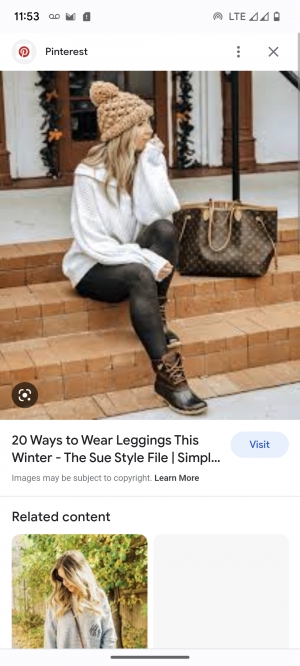 11:53
LTE
Pinterest
20 Ways to Wear Leggings This
Winter - The Sue Style File | Simpl...
Visit
Images may be subject to copyright. Learn More
Related content